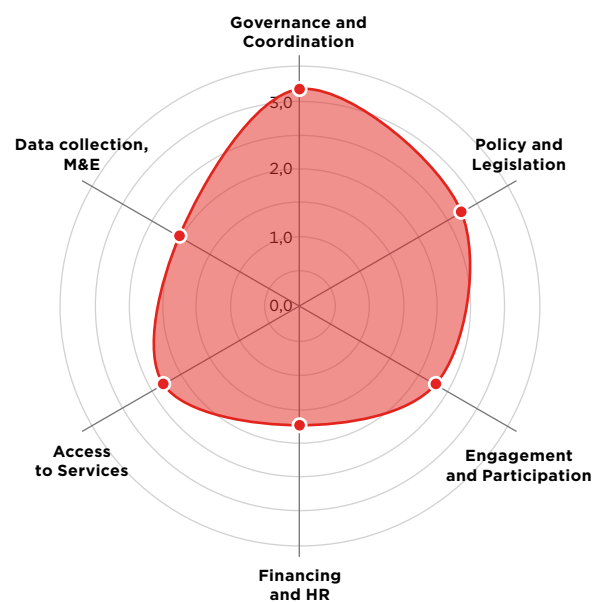 Governance and
Coordination
Policy and
Legislation
Data collection,
M&E
3,0
2,0
1,0
0,0
Access
to Services
Engagement
and Participation
Financing
and HR